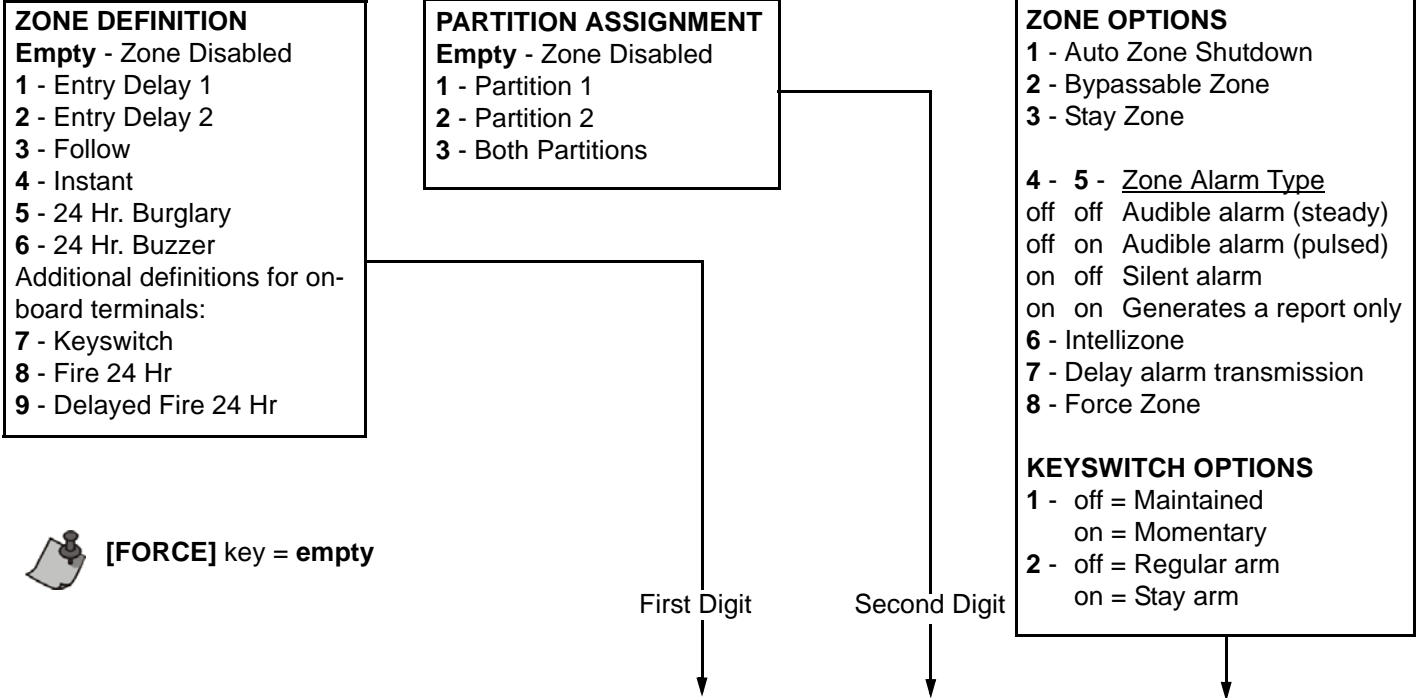 ZONE DEFINITION
Empty - Zone Disabled
1 - Entry Delay 1
2 - Entry Delay 2
3 - Follow
4 - Instant
5 - 24 Hr. Burglary
6 - 24 Hr. Buzzer
Additional definitions for on-
board terminals:
7 - Keyswitch
8 - Fire 24 Hr
9 - Delayed Fire 24 Hr
PARTITION ASSIGNMENT
Empty - Zone Disabled
1 - Partition 1
2 - Partition 2
3 - Both Partitions
ZONE OPTIONS
1 - Auto Zone Shutdown
2 - Bypassable Zone
3 - Stay Zone
4 - 5 - Zone Alarm Type
off off Audible alarm (steady)
off on Audible alarm (pulsed)
on off Silent alarm
on on Generates a report only
6 - Intellizone
7 - Delay alarm transmission
8 - Force Zone
KEYSWITCH OPTIONS
1 - off = Maintained
on = Momentary
2 - off = Regular arm
on = Stay arm
[FORCE] key = empty
First Digit
Second Digit